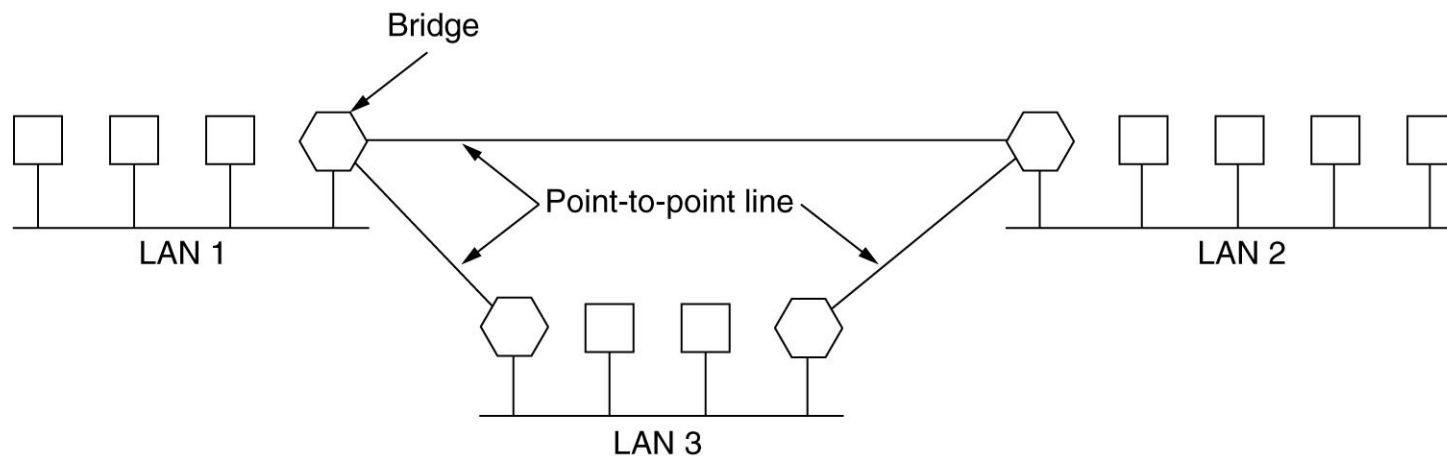 Bridge
Point-to-point line
LAN 1
LAN 2
LAN 3